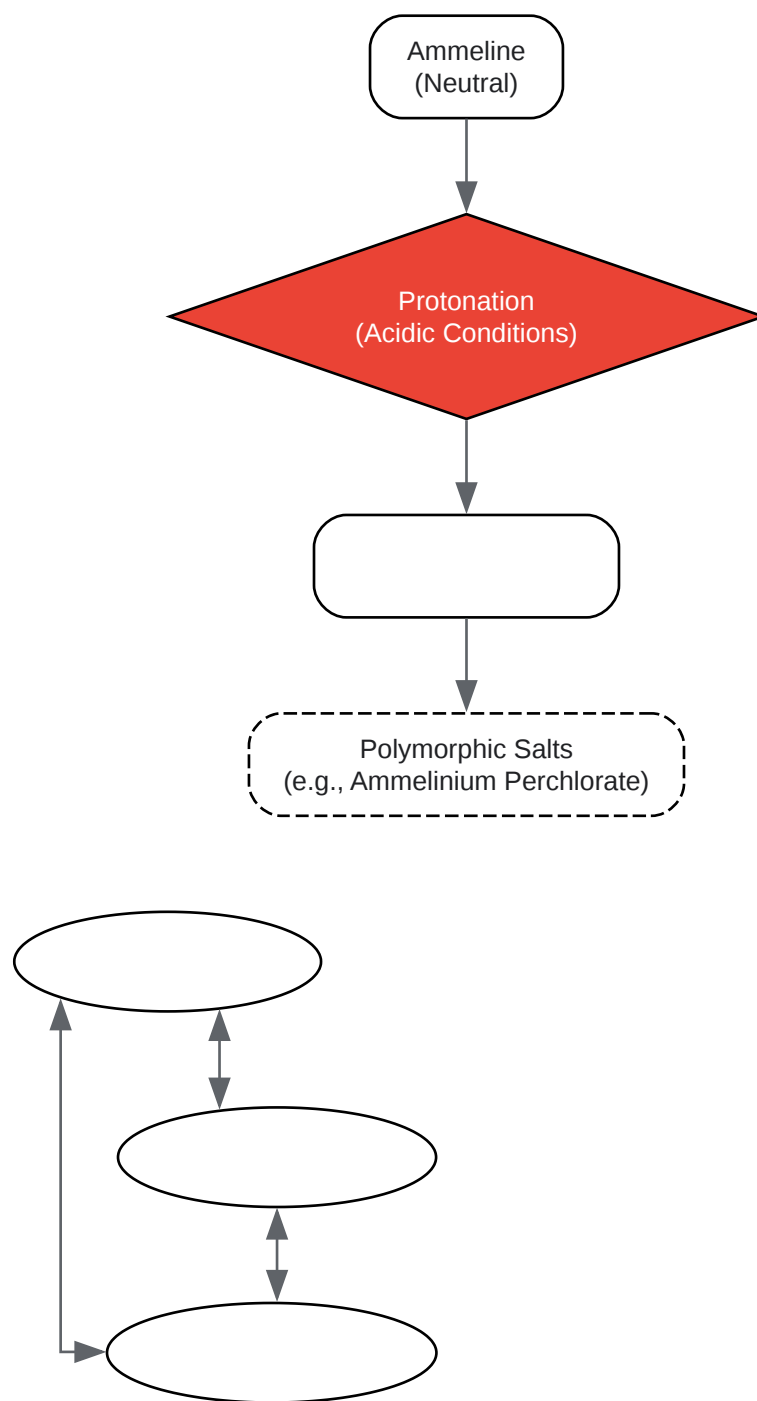 Ammeline
(Neutral)
Protonation
(Acidic Conditions)
Polymorphic Salts
(e.g., Ammelinium Perchlorate)